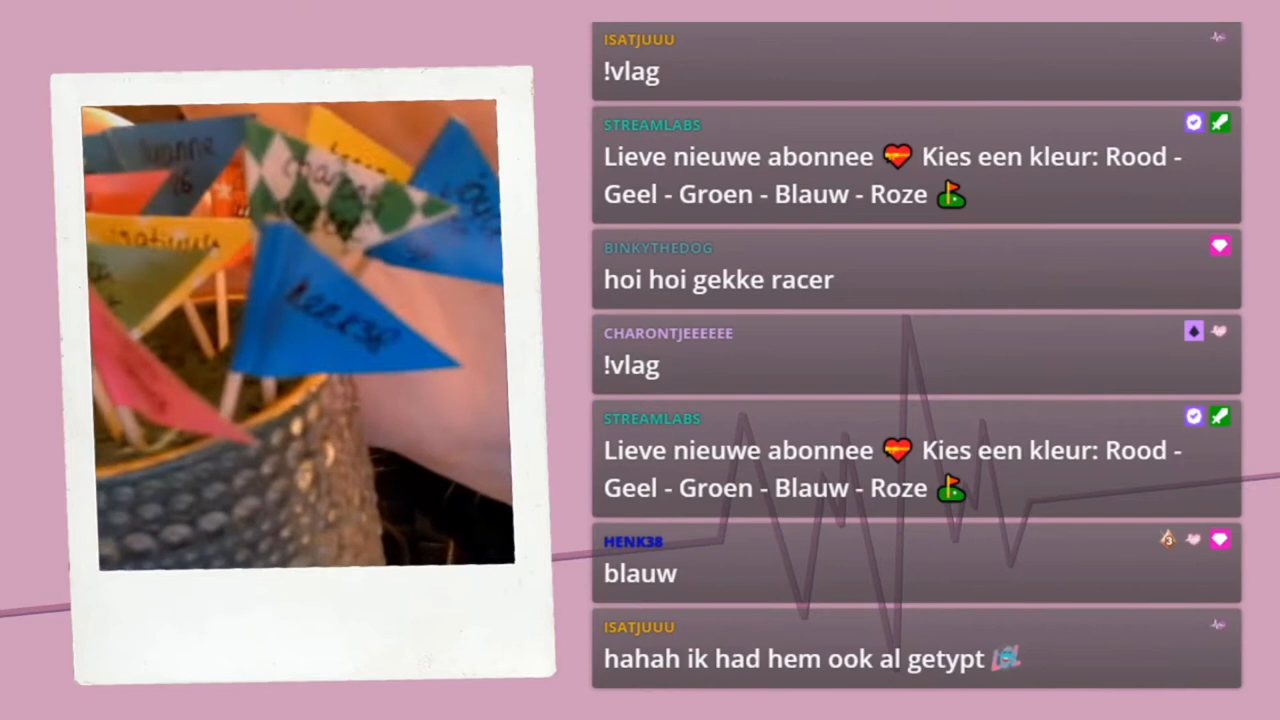 ISATJUUU
!vlag
STREAMLABS
Lieve nieuwe abonnee Kies een kleur: Rood -
Geel - Groen - Blauw - Roze
BINKYTHEDOG
hoi hoi gekke racer
CHARONTJEEEEEE
!vlag
STREAMLABS
Lieve nieuwe abonnee Kies een kleur: Rood -
Geel - Groen - Blauw - Roze
HENK38
blauw
ISATJUUU
hahah ik had hem ook al getypt LOL
henk38